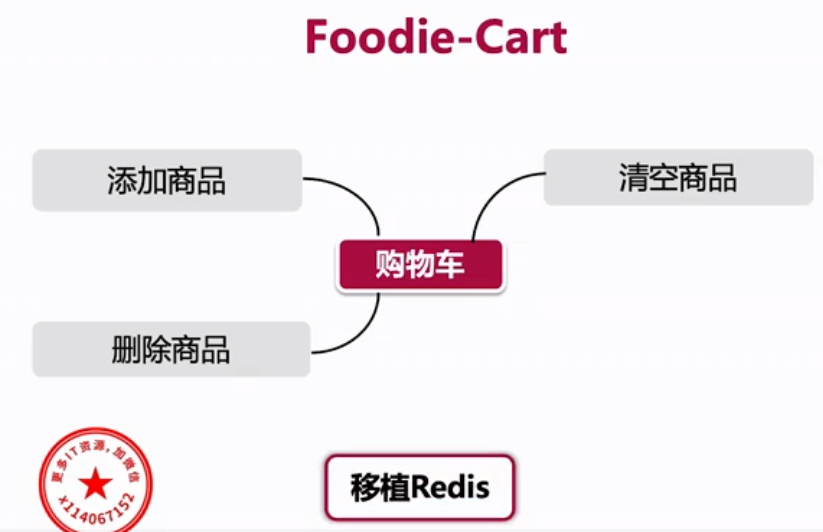 Foodie-Cart
添加商品
清空商品
购物车
删除商品
更多IT资源,加微信
x114067152
移植Redis